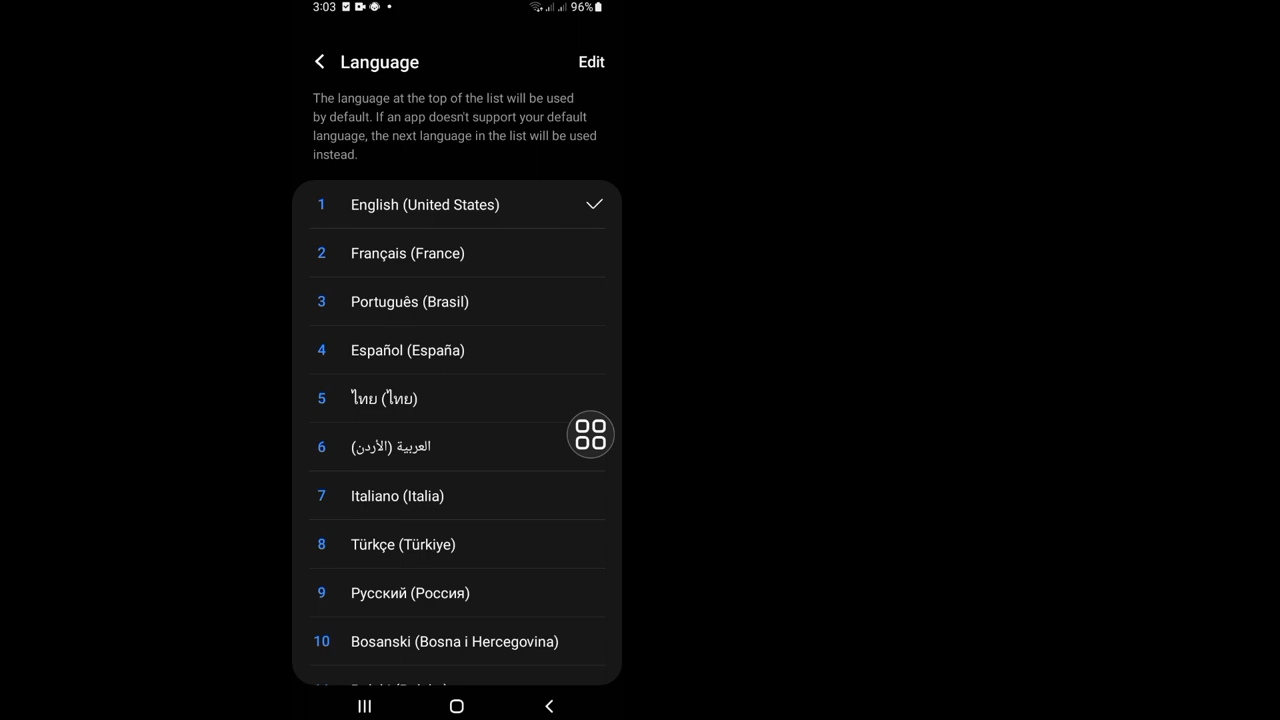 3:03 96%
Language Edit
The language at the top of the list will be used
by default. If an app doesn't support your default
language, the next language in the list will be used
instead.
1 English (United States)
2 Français (France)
3 Português (Brasil)
4 Español (España)
5 ไทย (ไทย)
6 العربية (الأردن)
7 Italiano (Italia)
8 Türkçe (Türkiye)
9 Русский (Россия)
10 Bosanski (Bosna i Hercegovina)